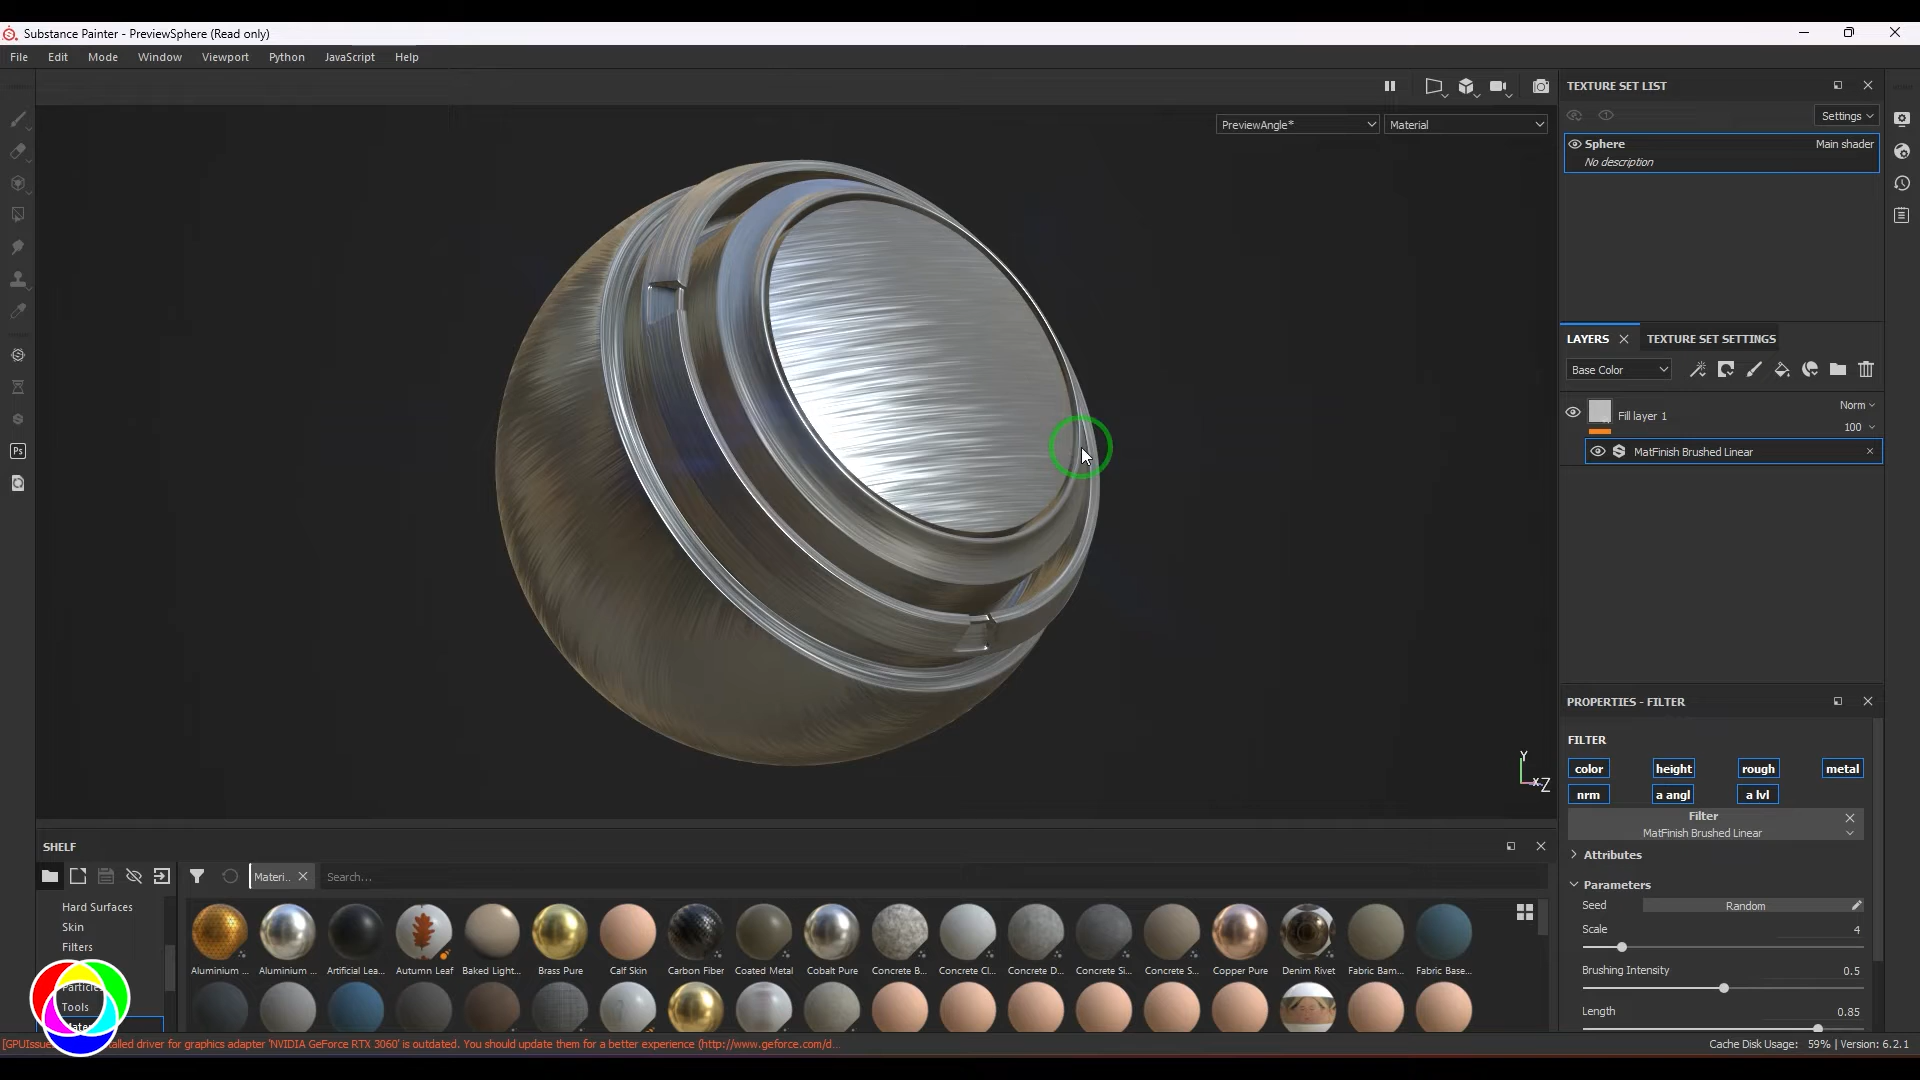 Substance Painter - PreviewSphere (Read only)
File Edit Mode Window Viewport Python JavaScript Help
TEXTURE SET LIST
Settings
PreviewAngle* Material
Sphere Main shader
No description
LAYERS TEXTURE SET SETTINGS
Base Color
Norm
Fill layer 1
100
MatFinish Brushed Linear
Ps
PROPERTIES - FILTER
FILTER
color height rough metal
nrm a angl a lvl
Filter
MatFinish Brushed Linear
Attributes
Parameters
Seed Random
Scale 4
Brushing Intensity 0.5
Length 0.85
Y
X Z
SHELF
Materi.. Search...
Hard Surfaces
Skin
Filters
Particles
Tools
Aluminium ... Aluminium ... Artificial Lea... Autumn Leaf Baked Light... Brass Pure Calf Skin Carbon Fiber Coated Metal Cobalt Pure Concrete B... Concrete Cl... Concrete D... Concrete Si... Concrete S... Copper Pure Denim Rivet Fabric Bam... Fabric Base...
[GPUIssue alled driver for graphics adapter 'NVIDIA GeForce RTX 3060' is outdated. You should update them for a better experience (http://www.geforce.com/d...
Cache Disk Usage: 59% | Version: 6.2.1